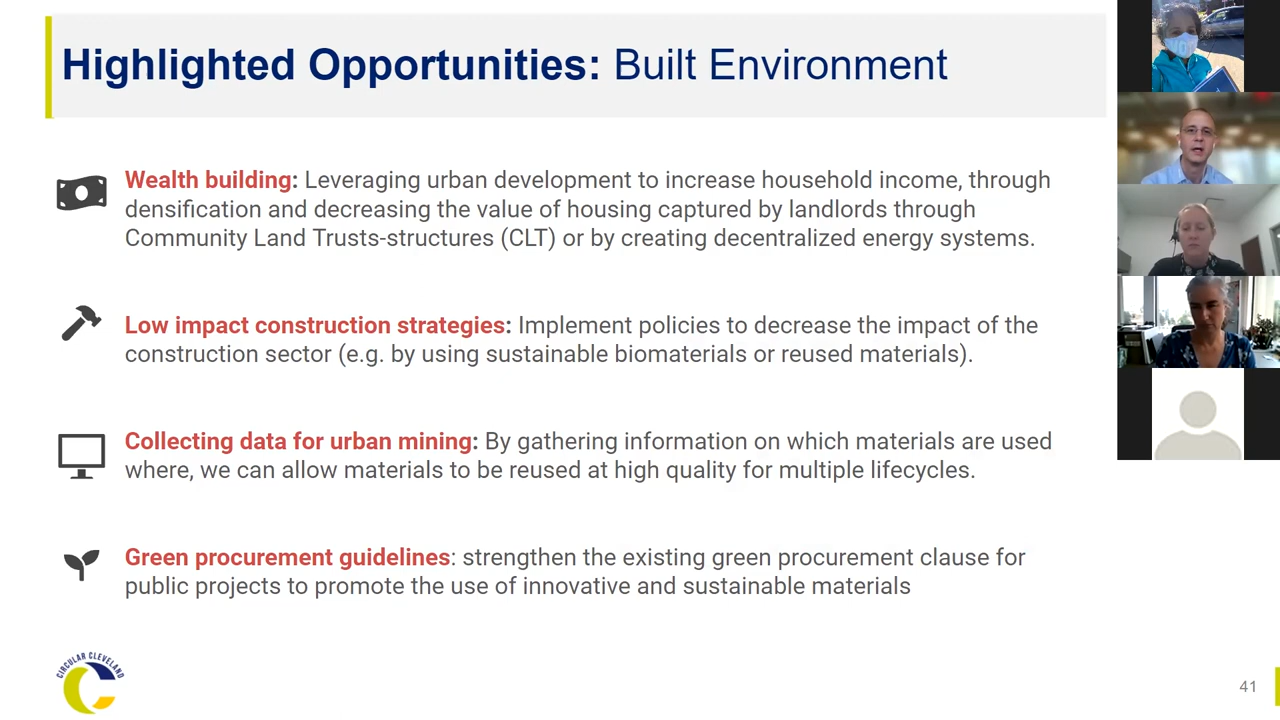 Highlighted Opportunities: Built Environment
Wealth building: Leveraging urban development to increase household income, through
densification and decreasing the value of housing captured by landlords through
Community Land Trusts-structures (CLT) or by creating decentralized energy systems.
Low impact construction strategies: Implement policies to decrease the impact of the
construction sector (e.g. by using sustainable biomaterials or reused materials).
Collecting data for urban mining: By gathering information on which materials are used
where, we can allow materials to be reused at high quality for multiple lifecycles.
Green procurement guidelines: strengthen the existing green procurement clause for
public projects to promote the use of innovative and sustainable materials
CIRCULAR CLEVELAND
41